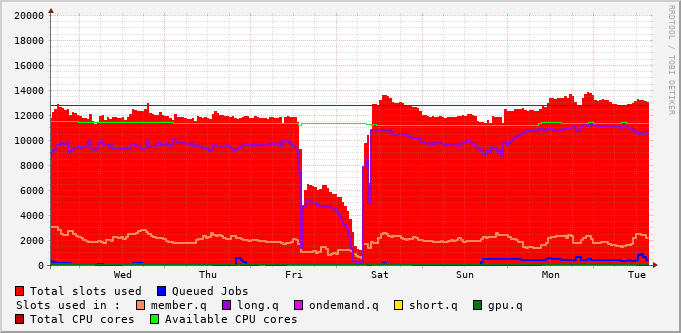 RRDTOOL / TOBI OETIKER
20000
18000
16000
14000
12000
10000
8000
6000
4000
2000
0
Wed Thu Fri Sat Sun Mon Tue
Total slots used Queued Jobs
Slots used in : member.q long.q ondemand.q short.q gpu.q
Total CPU cores Available CPU cores